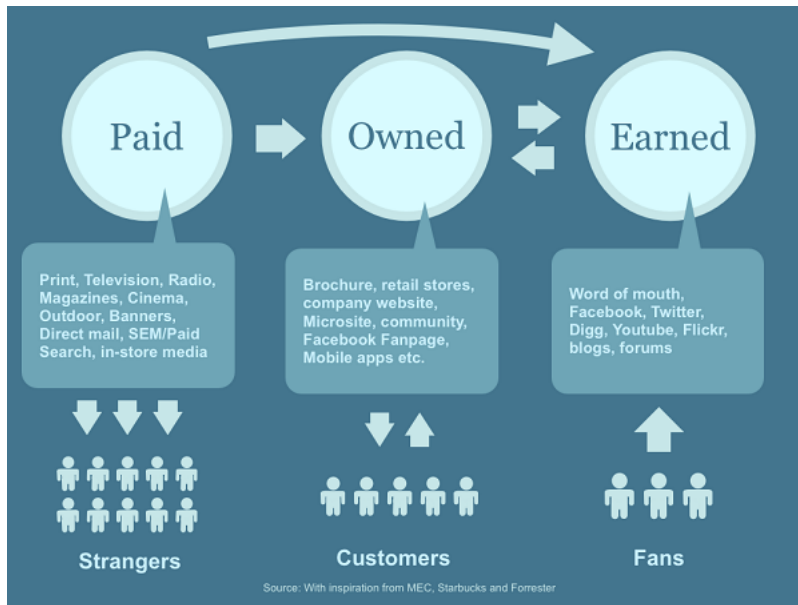 Paid
Owned
Earned
Print, Television, Radio,
Magazines, Cinema,
Outdoor, Banners,
Direct mail, SEM/Paid
Search, in-store media
Brochure, retail stores,
company website,
Microsite, community,
Facebook Fanpage,
Mobile apps etc.
Word of mouth,
Facebook, Twitter,
Digg, Youtube, Flickr,
blogs, forums
Strangers
Customers
Fans
Source: With inspiration from MEC, Starbucks and Forrester